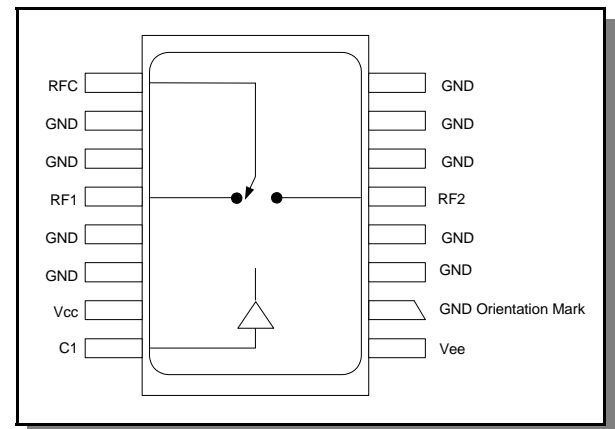 RFC GND
GND GND
GND GND
RF1 RF2
GND GND
GND GND
Vcc GND Orientation Mark
C1 Vee